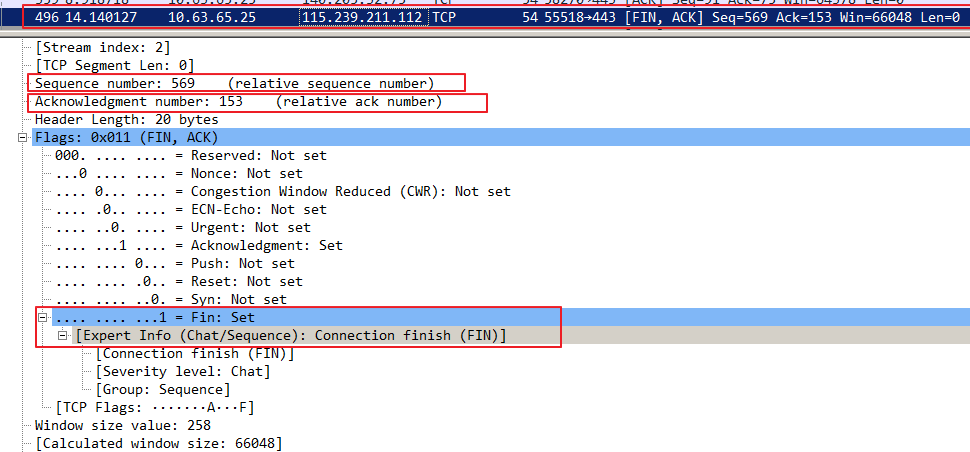 496 14.140127 10.63.65.25 115.239.211.112 TCP 54 55518→443 [FIN, ACK] Seq=569 Ack=153 Win=66048 Len=0
[Stream index: 2]
[TCP Segment Len: 0]
Sequence number: 569 (relative sequence number)
Acknowledgment number: 153 (relative ack number)
Header Length: 20 bytes
Flags: 0x011 (FIN, ACK)
000. .... .... = Reserved: Not set
...0 .... .... = Nonce: Not set
.... 0... .... = Congestion Window Reduced (CWR): Not set
.... .0.. .... = ECN-Echo: Not set
.... ..0. .... = Urgent: Not set
.... ...1 .... = Acknowledgment: Set
.... .... 0... = Push: Not set
.... .... .0.. = Reset: Not set
.... .... ..0. = Syn: Not set
.... .... ...1 = Fin: Set
[Expert Info (Chat/Sequence): Connection finish (FIN)]
[Connection finish (FIN)]
[Severity level: Chat]
[Group: Sequence]
[TCP Flags: ·······A···F]
Window size value: 258
[Calculated window size: 66048]